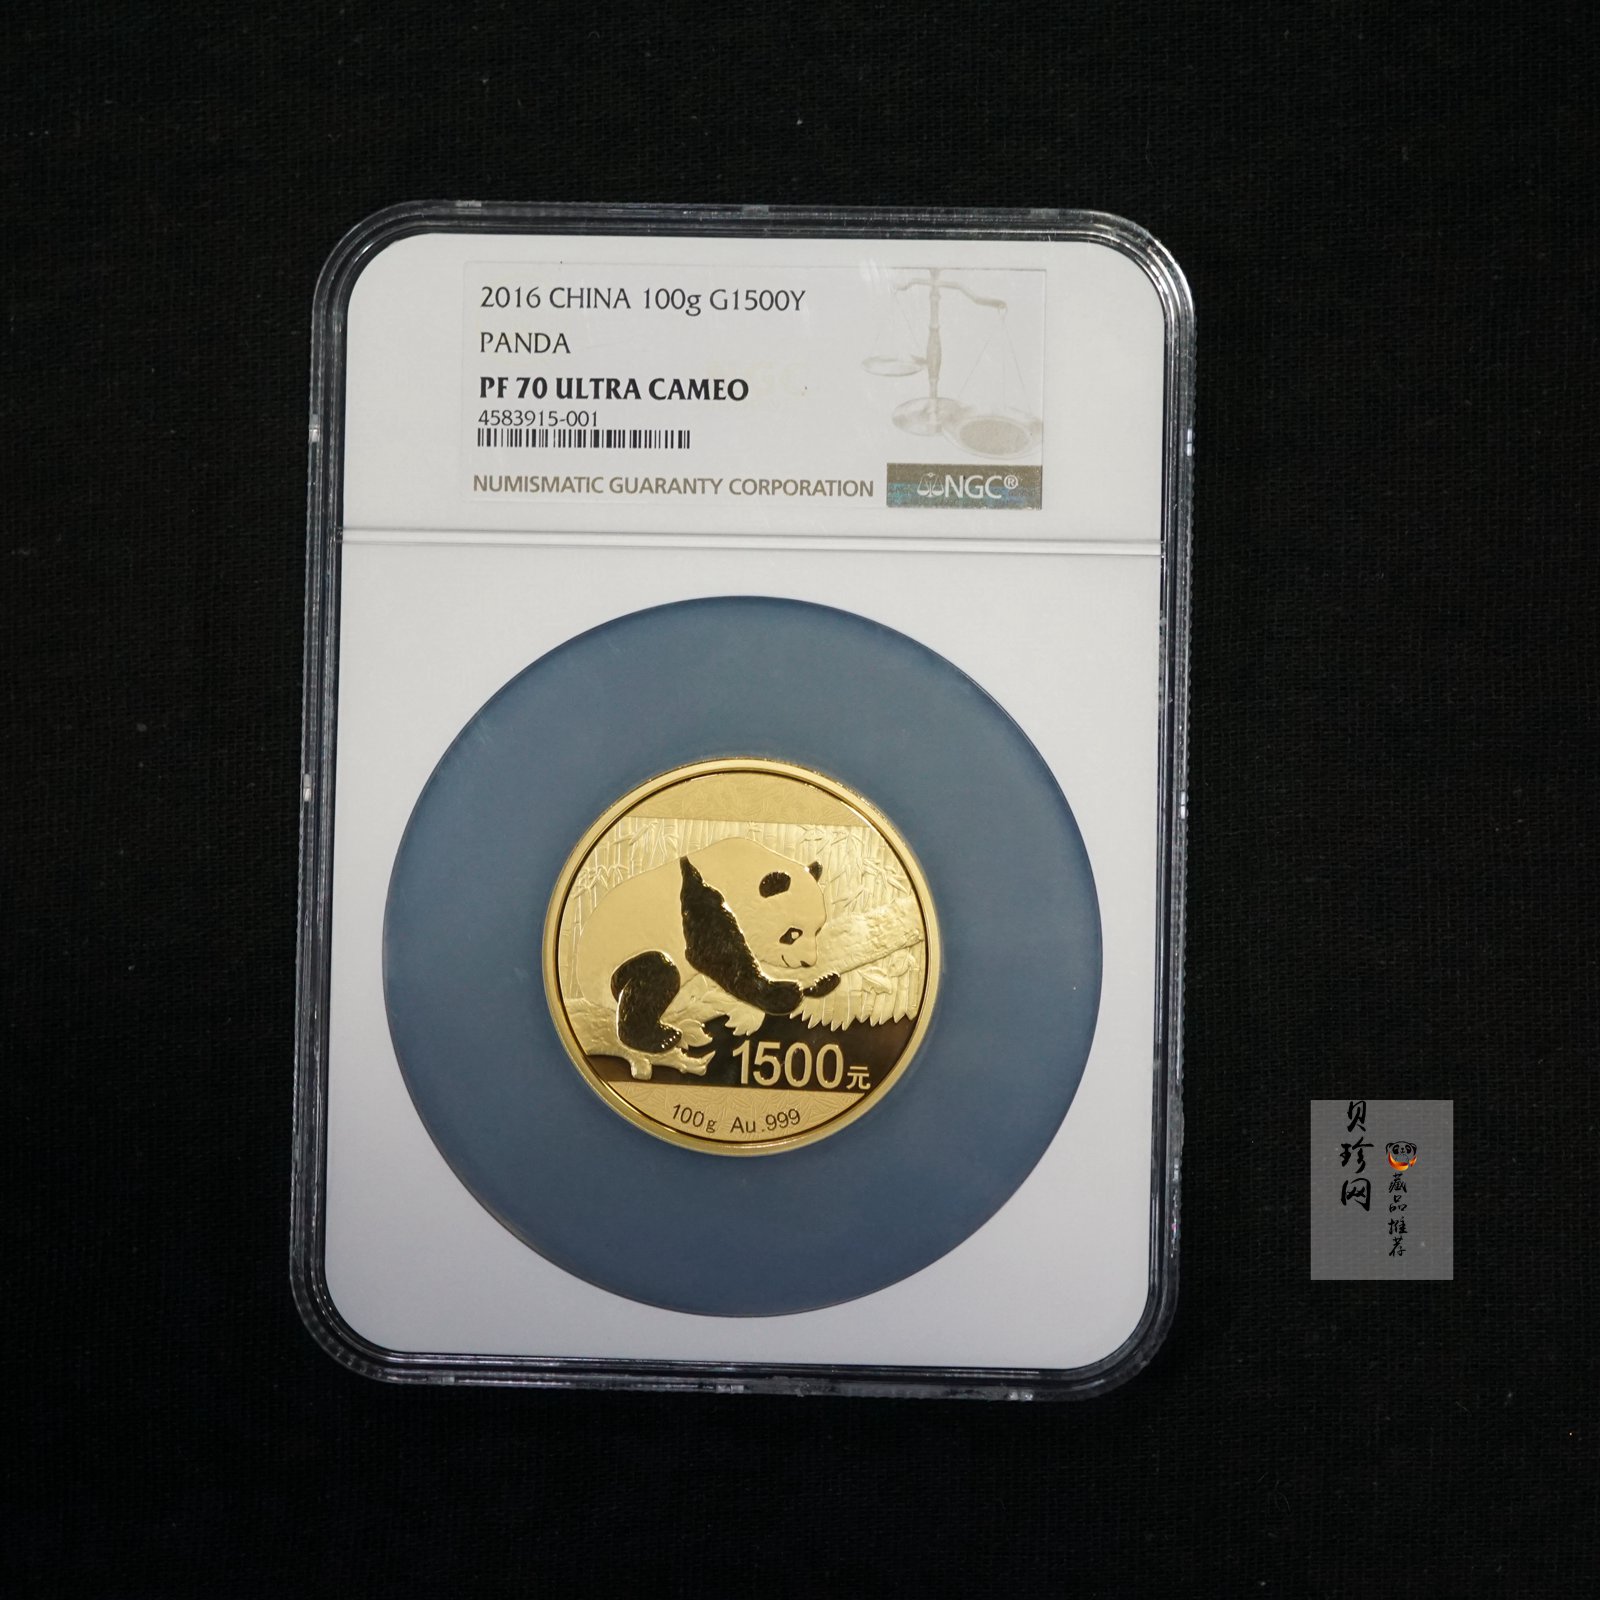 2016 CHINA 100g G1500Y
PANDA
PF 70 ULTRA CAMEO
4583915-001
NUMISMATIC GUARANTY CORPORATION
NGC®
1500元
100g Au.999
贝珍网
藏品推荐